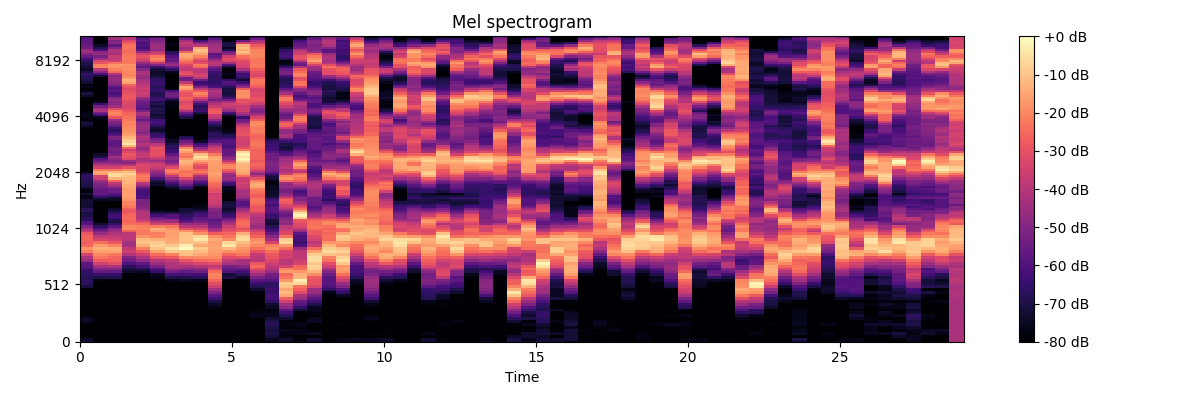 Mel spectrogram
8192
4096
2048
1024
512
0
Hz
0 5 10 15 20 25
Time
+0 dB
-10 dB
-20 dB
-30 dB
-40 dB
-50 dB
-60 dB
-70 dB
-80 dB